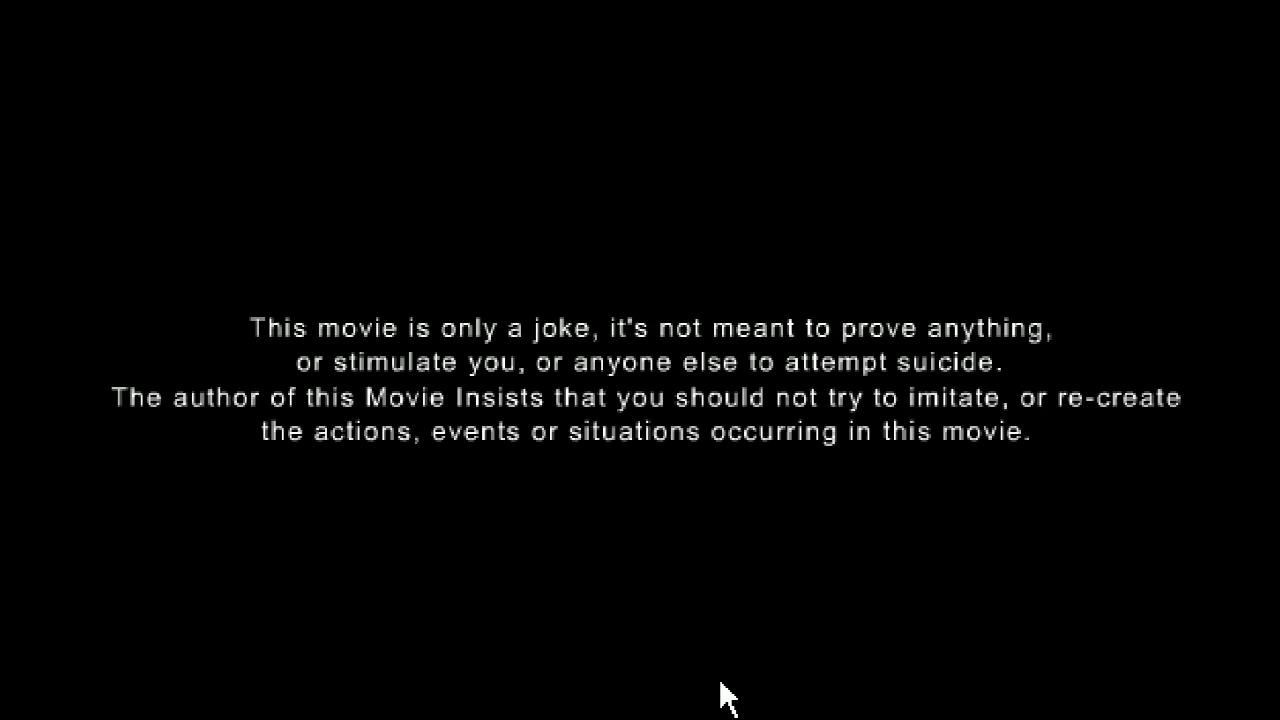 This movie is only a joke, it's not meant to prove anything,
or stimulate you, or anyone else to attempt suicide.
The author of this Movie Insists that you should not try to imitate, or re-create
the actions, events or situations occurring in this movie.